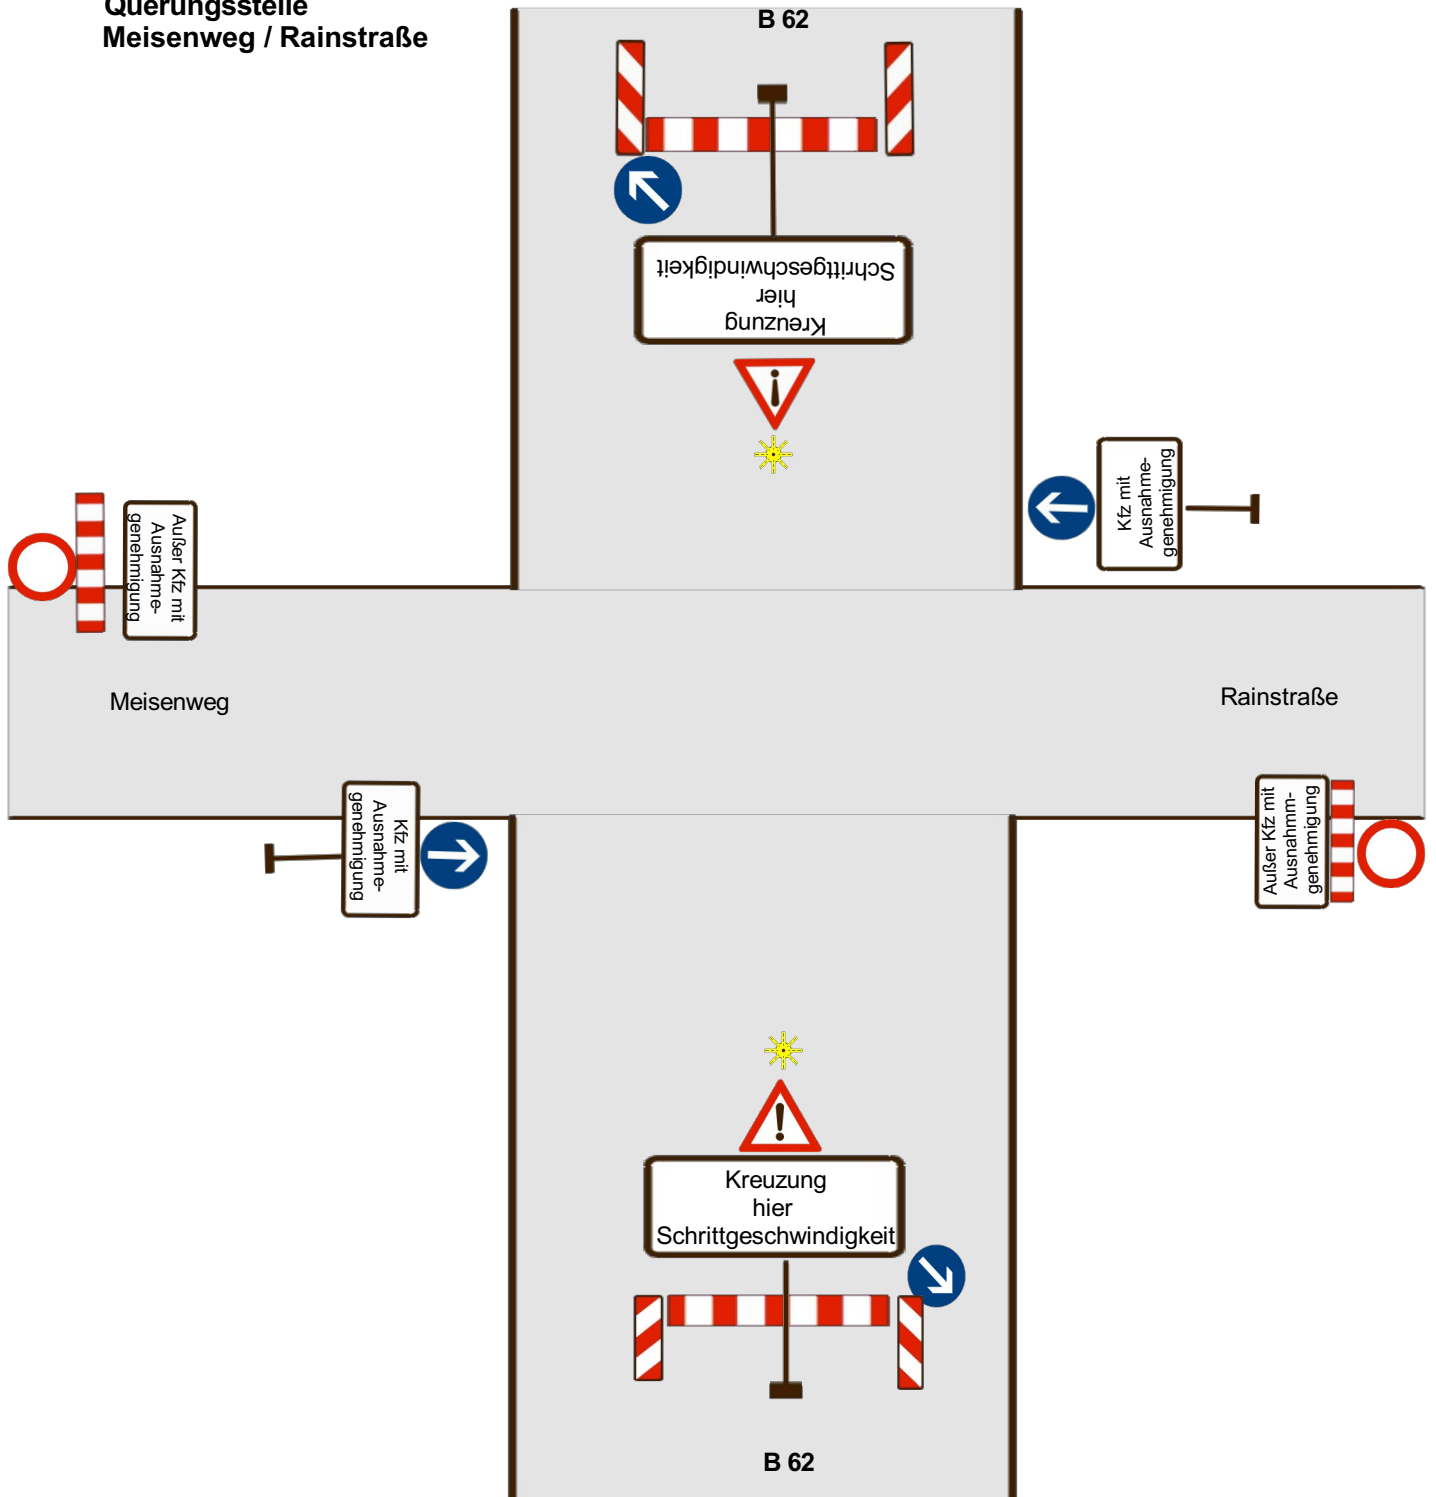 Querungsstelle
Meisenweg / Rainstraße
B 62
Kreuzung
hier
Schrittgeschwindigkeit
Kfz mit
Ausnahme-
genehmigung
Außer Kfz mit
Ausnahme-
genehmigung
Meisenweg
Rainstraße
Kfz mit
Ausnahme-
genehmigung
Außer Kfz mit
Ausnahmm-
genehmigung
Kreuzung
hier
Schrittgeschwindigkeit
B 62